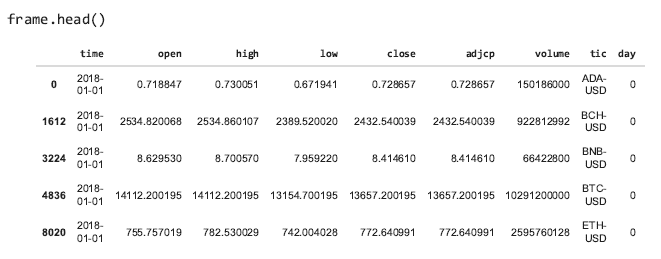 frame.head()
time open high low close adjcp volume tic day
0 2018-01-01 0.718847 0.730051 0.671941 0.728657 0.728657 150186000 ADA-USD 0
1612 2018-01-01 2534.820068 2534.860107 2389.520020 2432.540039 2432.540039 922812992 BCH-USD 0
3224 2018-01-01 8.629530 8.700570 7.959220 8.414610 8.414610 66422800 BNB-USD 0
4836 2018-01-01 14112.200195 14112.200195 13154.700195 13657.200195 13657.200195 10291200000 BTC-USD 0
8020 2018-01-01 755.757019 782.530029 742.004028 772.640991 772.640991 2595760128 ETH-USD 0